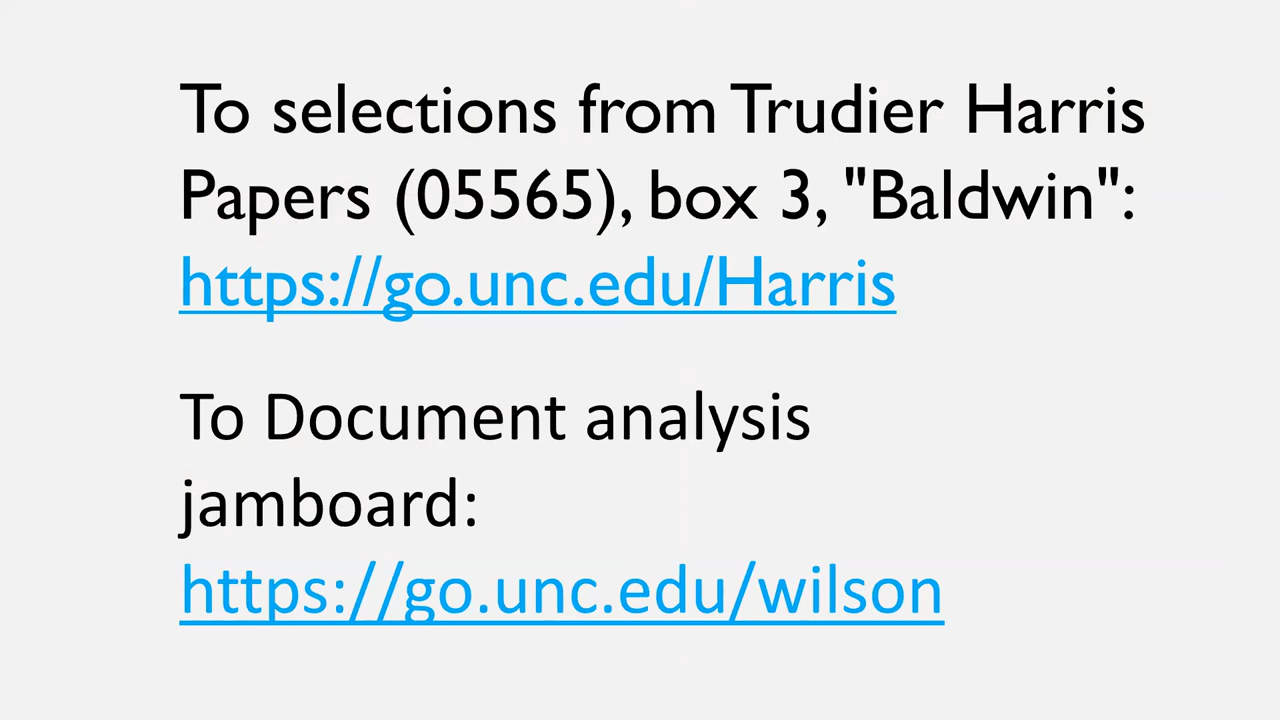 To selections from Trudier Harris
Papers (05565), box 3, "Baldwin":
https://go.unc.edu/Harris
To Document analysis
jamboard:
https://go.unc.edu/wilson